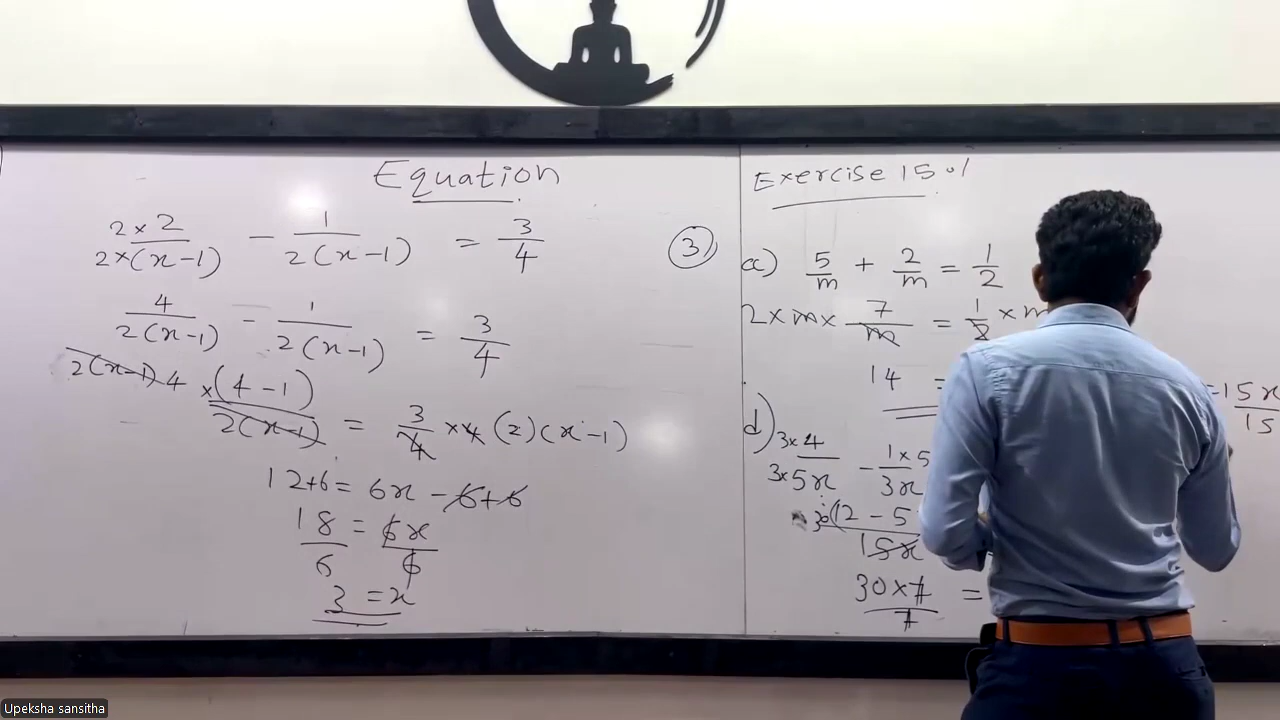 Equation
2 × 2 / 2×(x-1) - 1 / 2(x-1) = 3 / 4
4 / 2(x-1) - 1 / 2(x-1) = 3 / 4
2(x-1) 4 × (4-1) / 2(x-1) = 3 / 4 × 4 (2)(x-1)
12+6 = 6x - 6+6
18 / 6 = 6x / 6
3 = x
Exercise 15.1
3
a) 5/m + 2/m = 1/2
2 × m × 7/m = 1/2 × m
14 =
= 15x / 15
d) 3×4 / 3×5x - 1×5 / 3x
(12 - 5 / 15x
30 × 7 / 7 =
Upeksha sansitha